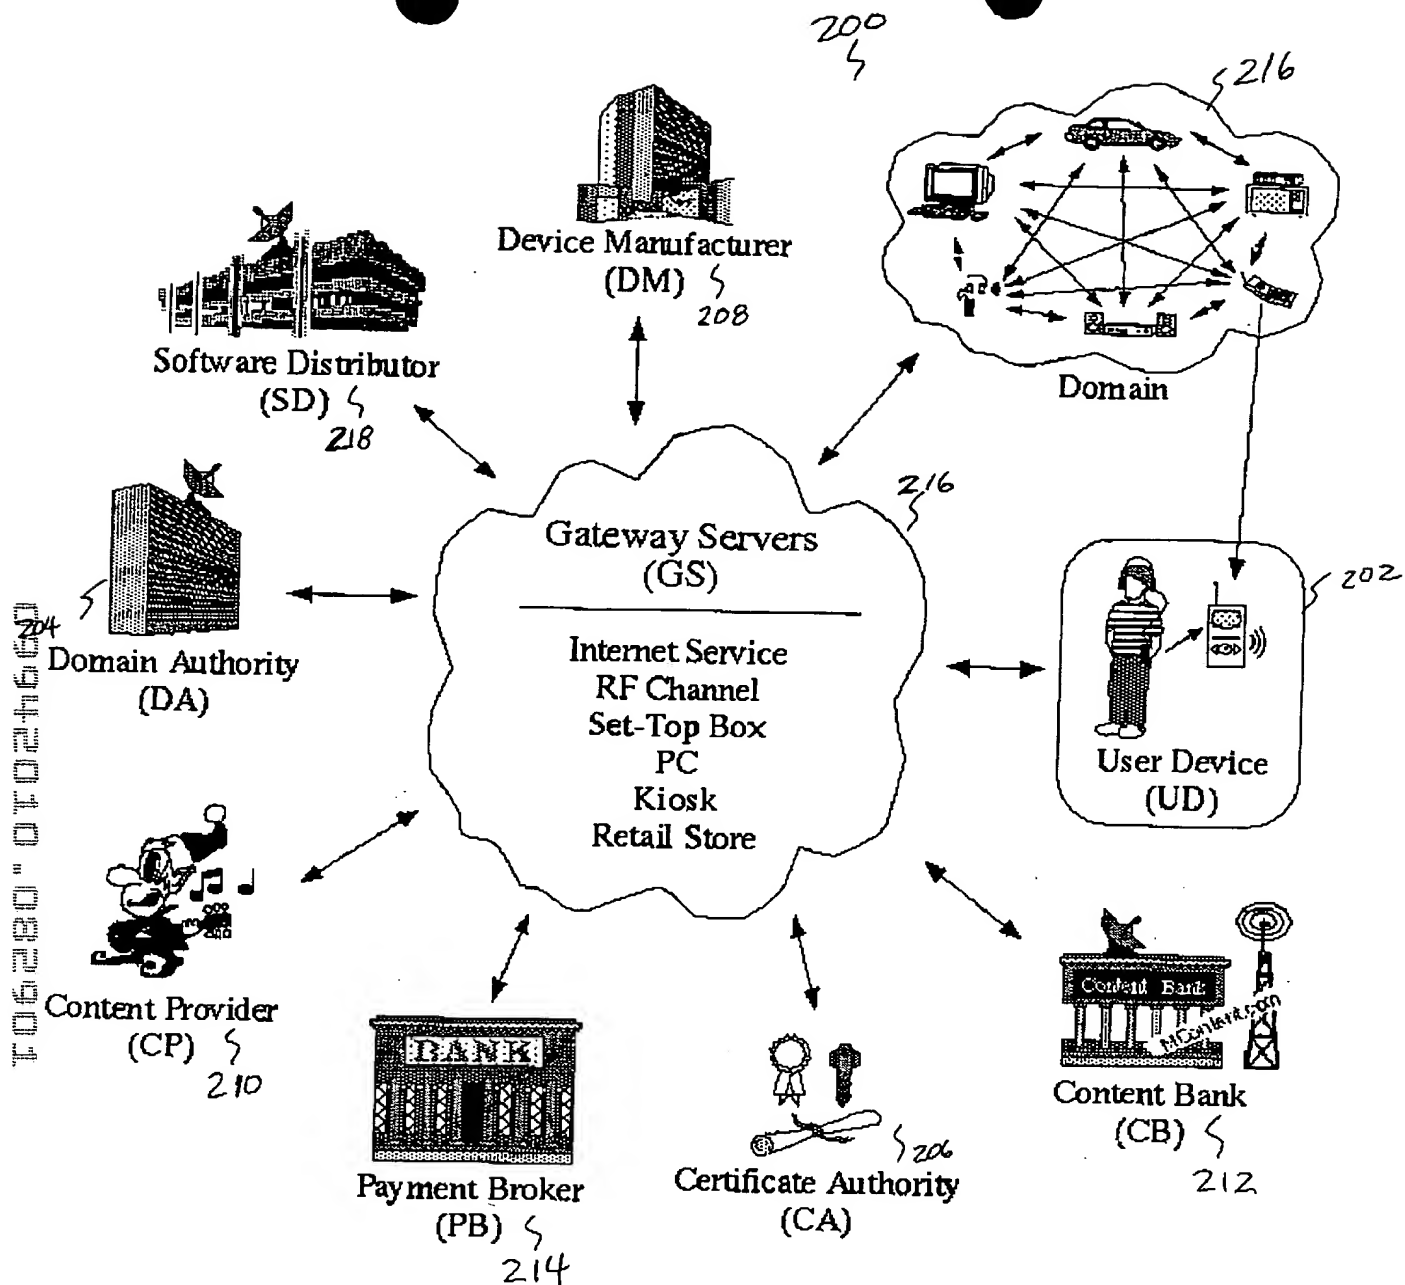 200
216
Device Manufacturer
(DM)
208
Software Distributor
(SD)
218
Domain
Gateway Servers
(GS)
216
Internet Service
RF Channel
Set-Top Box
PC
Kiosk
Retail Store
204
Domain Authority
(DA)
202
User Device
(UD)
Content Provider
(CP)
210
BANK
Payment Broker
(PB)
214
206
Certificate Authority
(CA)
Content Bank
MContent.com
Content Bank
(CB)
212